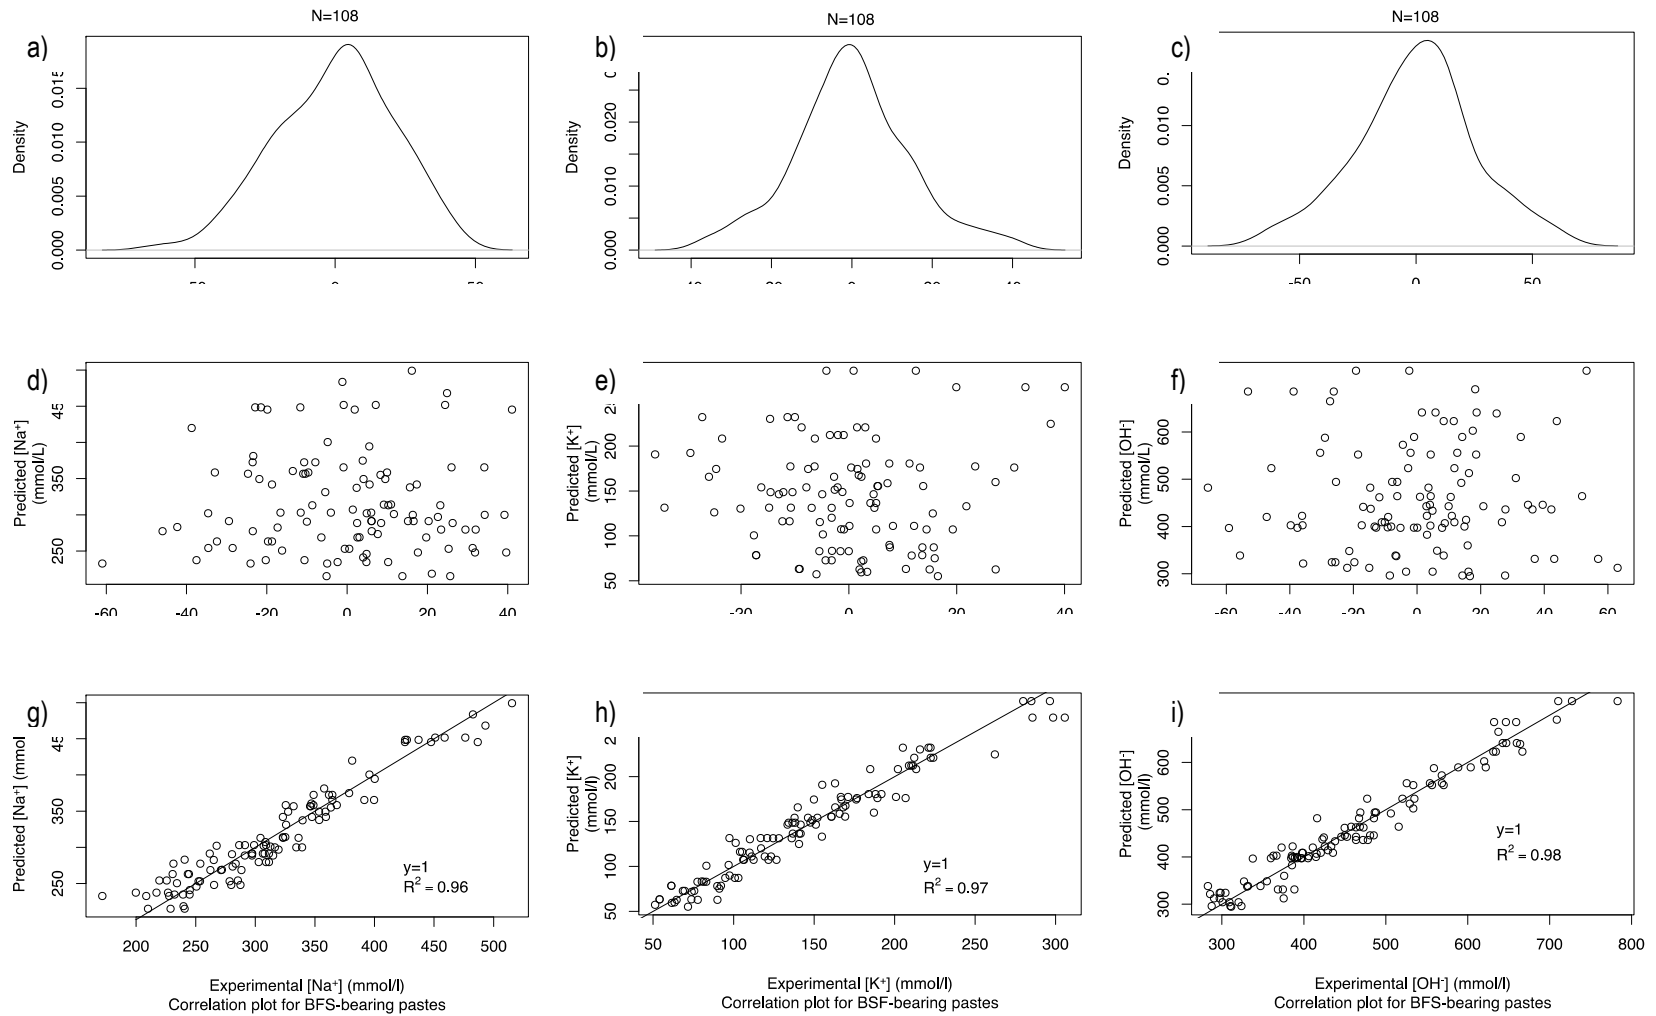 N=108
N=108
N=108
a)
b)
c)
Density
Density
Density
0.000
0.005
0.010
0.000
0.010
0.020
0.000
0.005
0.010
-50
0
50
d)
e)
f)
Predicted [Na⁺]
(mmol/L)
Predicted [K⁺]
(mmol/L)
Predicted [OH⁻]
(mmol/L)
250
350
45
50
100
150
200
300
400
500
600
-60
-40
-20
0
20
40
-20
0
20
40
-60
-40
-20
0
20
40
60
g)
h)
i)
Predicted [Na⁺] (mmol
Predicted [K⁺]
(mmol/l)
Predicted [OH⁻]
(mmol/l)
250
350
45
50
100
150
200
300
400
500
600
y=1
R² = 0.96
y=1
R² = 0.97
y=1
R² = 0.98
200 250 300 350 400 450 500
50 100 150 200 250 300
300 400 500 600 700 800
Experimental [Na⁺] (mmol/l)
Correlation plot for BFS-bearing pastes
Experimental [K⁺] (mmol/l)
Correlation plot for BSF-bearing pastes
Experimental [OH⁻] (mmol/l)
Correlation plot for BFS-bearing pastes